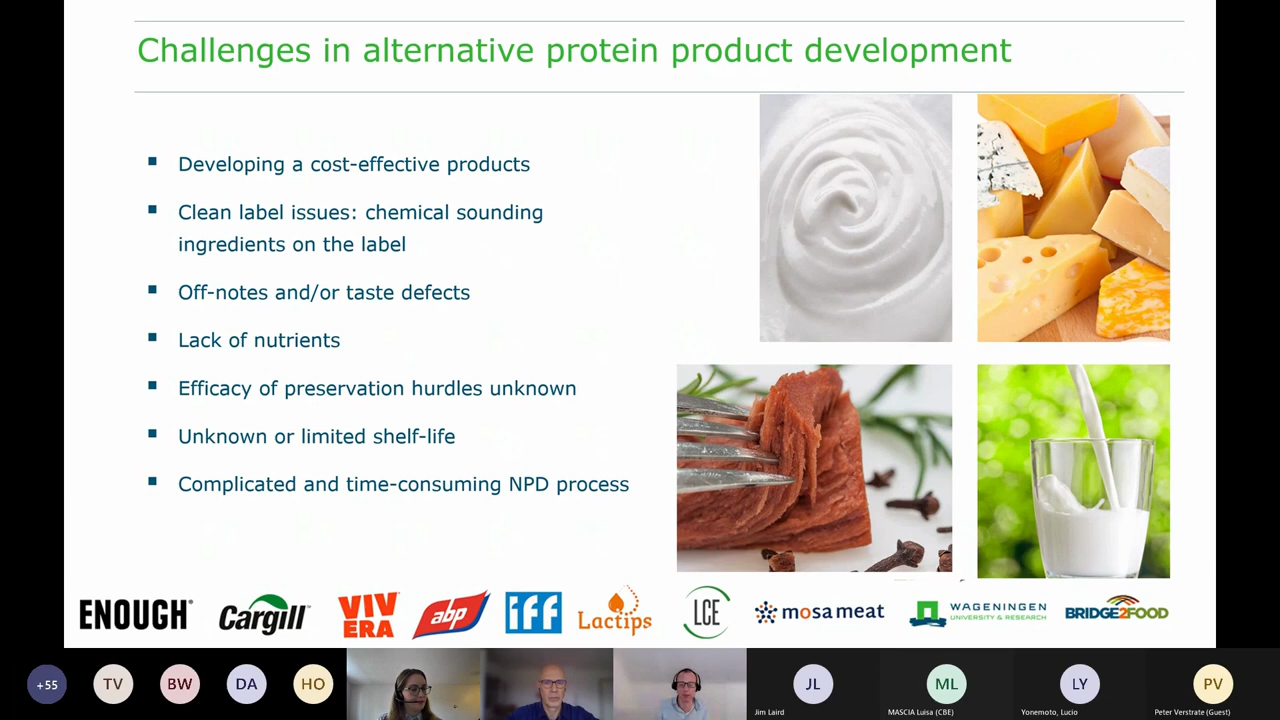 Challenges in alternative protein product development
Developing a cost-effective products
Clean label issues: chemical sounding
ingredients on the label
Off-notes and/or taste defects
Lack of nutrients
Efficacy of preservation hurdles unknown
Unknown or limited shelf-life
Complicated and time-consuming NPD process
ENOUGH
Cargill
VIVERA
abp
iff
Lactips
LCE
mosa meat
WAGENINGEN
UNIVERSITY & RESEARCH
BRIDGE2FOOD
+55
TV
BW
DA
HO
JL
Jim Laird
ML
MASCIA Luisa (CBE)
LY
Yonemoto, Lucio
PV
Peter Verstrate (Guest)